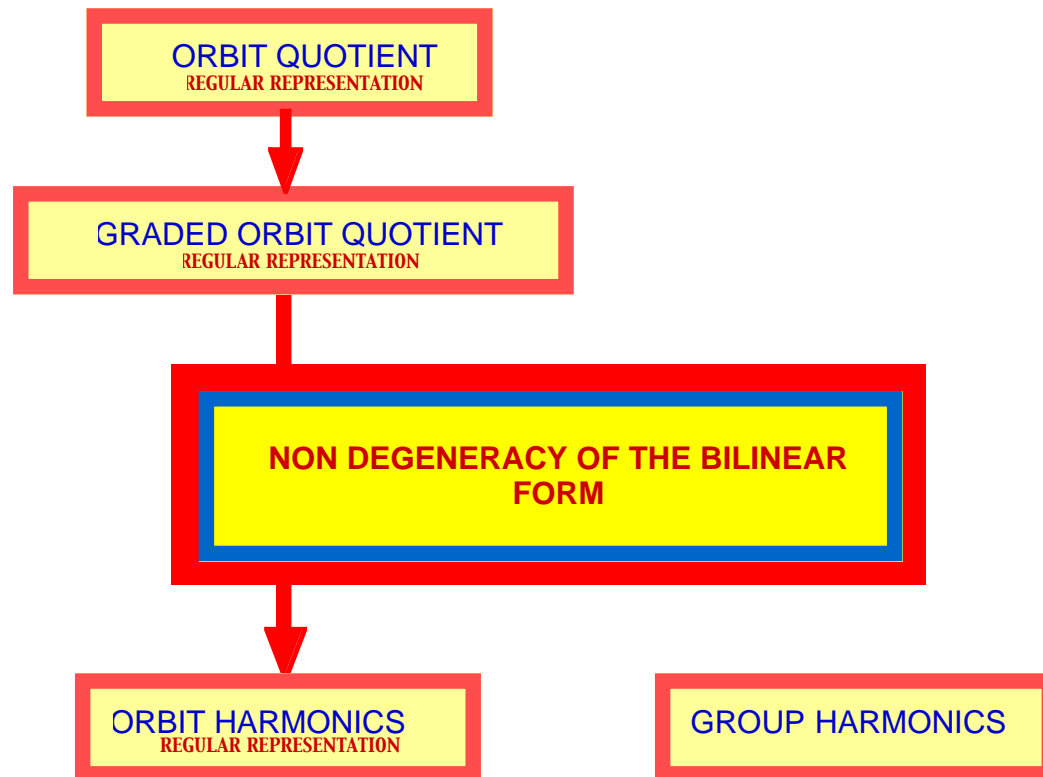 ORBIT QUOTIENT
REGULAR REPRESENTATION
GRADED ORBIT QUOTIENT
REGULAR REPRESENTATION
NON DEGENERACY OF THE BILINEAR
FORM
ORBIT HARMONICS
REGULAR REPRESENTATION
GROUP HARMONICS